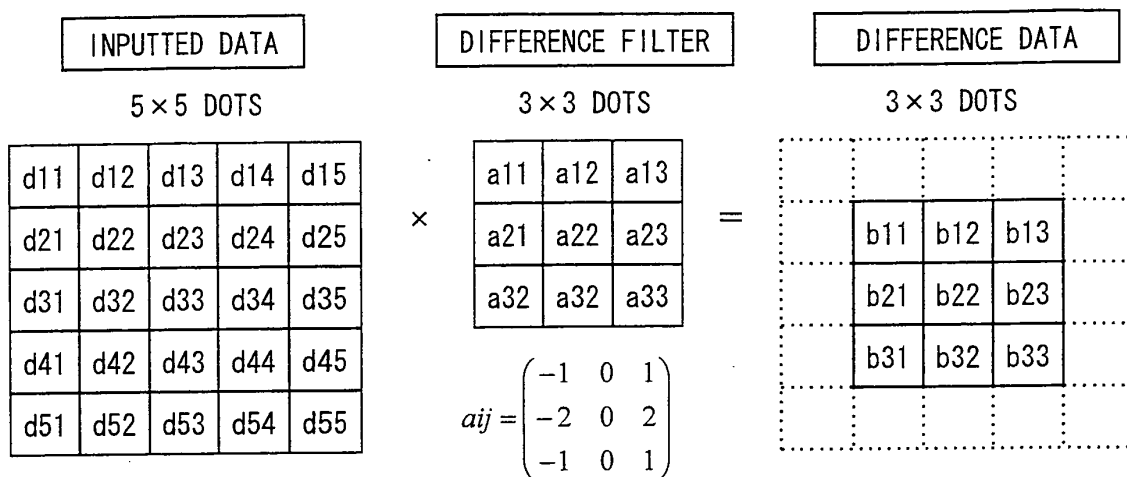 INPUTTED DATA
5×5 DOTS
d11 d12 d13 d14 d15
d21 d22 d23 d24 d25
d31 d32 d33 d34 d35
d41 d42 d43 d44 d45
d51 d52 d53 d54 d55
×
DIFFERENCE FILTER
3×3 DOTS
a11 a12 a13
a21 a22 a23
a32 a32 a33
aij = (-1 0 1
-2 0 2
-1 0 1)
=
DIFFERENCE DATA
3×3 DOTS
b11 b12 b13
b21 b22 b23
b31 b32 b33